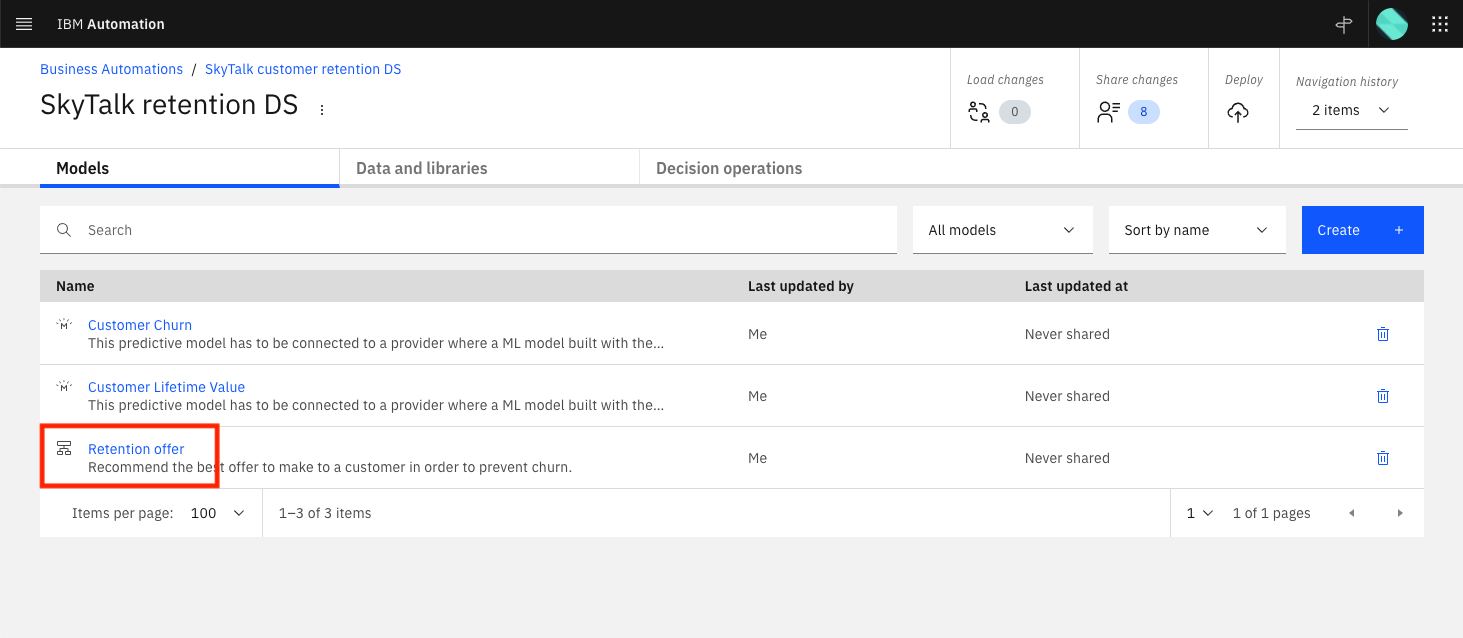 IBM Automation
Business Automations / SkyTalk customer retention DS
SkyTalk retention DS
Load changes
0
Share changes
8
Deploy
Navigation history
2 items
Models
Data and libraries
Decision operations
Search
All models
Sort by name
Create +
Name
Last updated by
Last updated at
M
Customer Churn
This predictive model has to be connected to a provider where a ML model built with the...
Me
Never shared
M
Customer Lifetime Value
This predictive model has to be connected to a provider where a ML model built with the...
Me
Never shared
Retention offer
Recommend the best offer to make to a customer in order to prevent churn.
Me
Never shared
Items per page: 100
1–3 of 3 items
1
1 of 1 pages